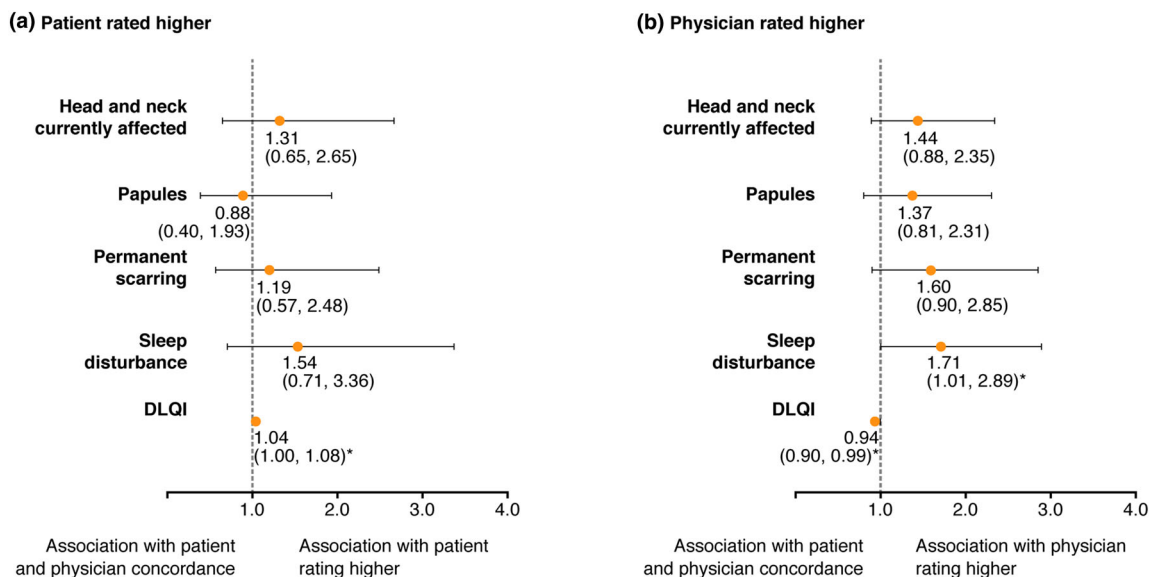 (a) Patient rated higher
Head and neck
currently affected
1.31
(0.65, 2.65)
Papules
0.88
(0.40, 1.93)
Permanent
scarring
1.19
(0.57, 2.48)
Sleep
disturbance
1.54
(0.71, 3.36)
DLQI
1.04
(1.00, 1.08)*
1.0 2.0 3.0 4.0
Association with patient
and physician concordance
Association with patient
rating higher
(b) Physician rated higher
Head and neck
currently affected
1.44
(0.88, 2.35)
Papules
1.37
(0.81, 2.31)
Permanent
scarring
1.60
(0.90, 2.85)
Sleep
disturbance
1.71
(1.01, 2.89)*
DLQI
0.94
(0.90, 0.99)*
1.0 2.0 3.0 4.0
Association with patient
and physician concordance
Association with physician
rating higher